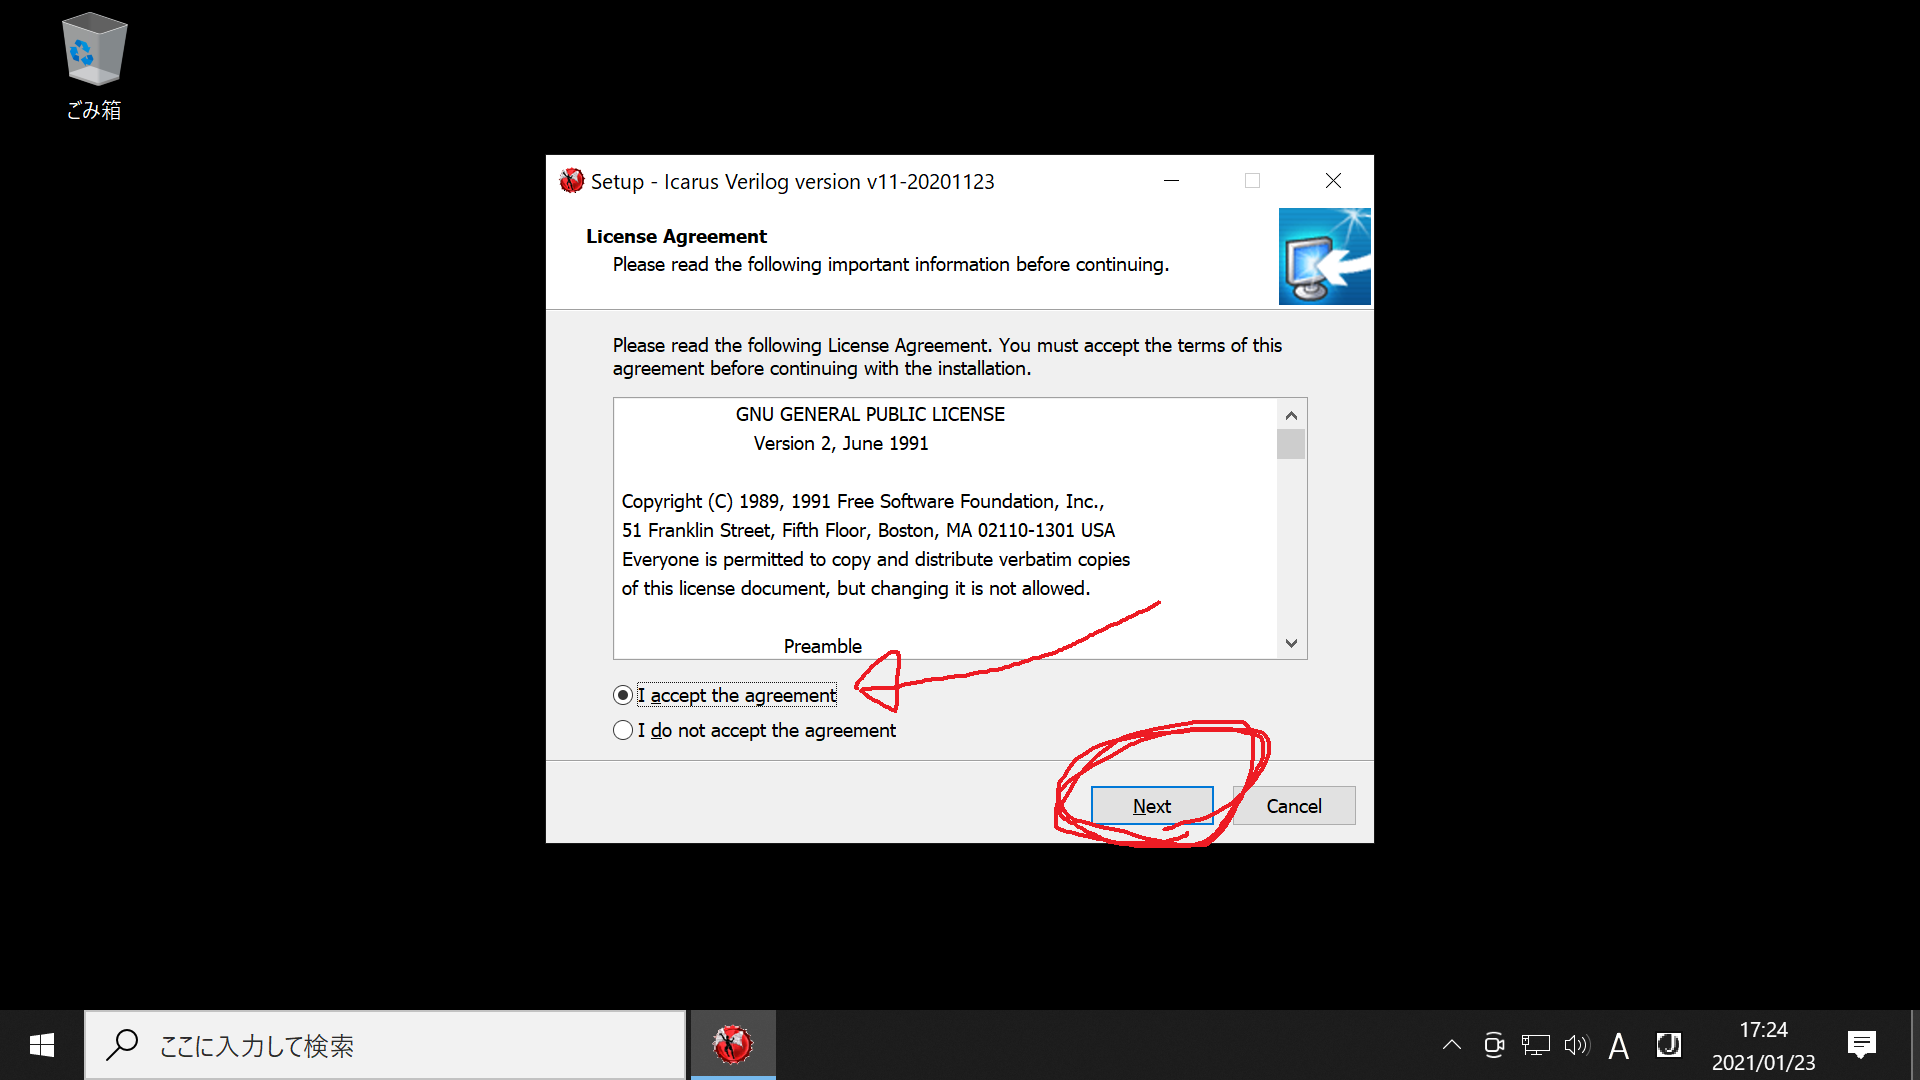 ごみ箱
Setup - Icarus Verilog version v11-20201123
License Agreement
Please read the following important information before continuing.
Please read the following License Agreement. You must accept the terms of this
agreement before continuing with the installation.
GNU GENERAL PUBLIC LICENSE
Version 2, June 1991
Copyright (C) 1989, 1991 Free Software Foundation, Inc.,
51 Franklin Street, Fifth Floor, Boston, MA 02110-1301 USA
Everyone is permitted to copy and distribute verbatim copies
of this license document, but changing it is not allowed.
Preamble
I accept the agreement
I do not accept the agreement
Next
Cancel
ここに入力して検索
A
J
17:24
2021/01/23